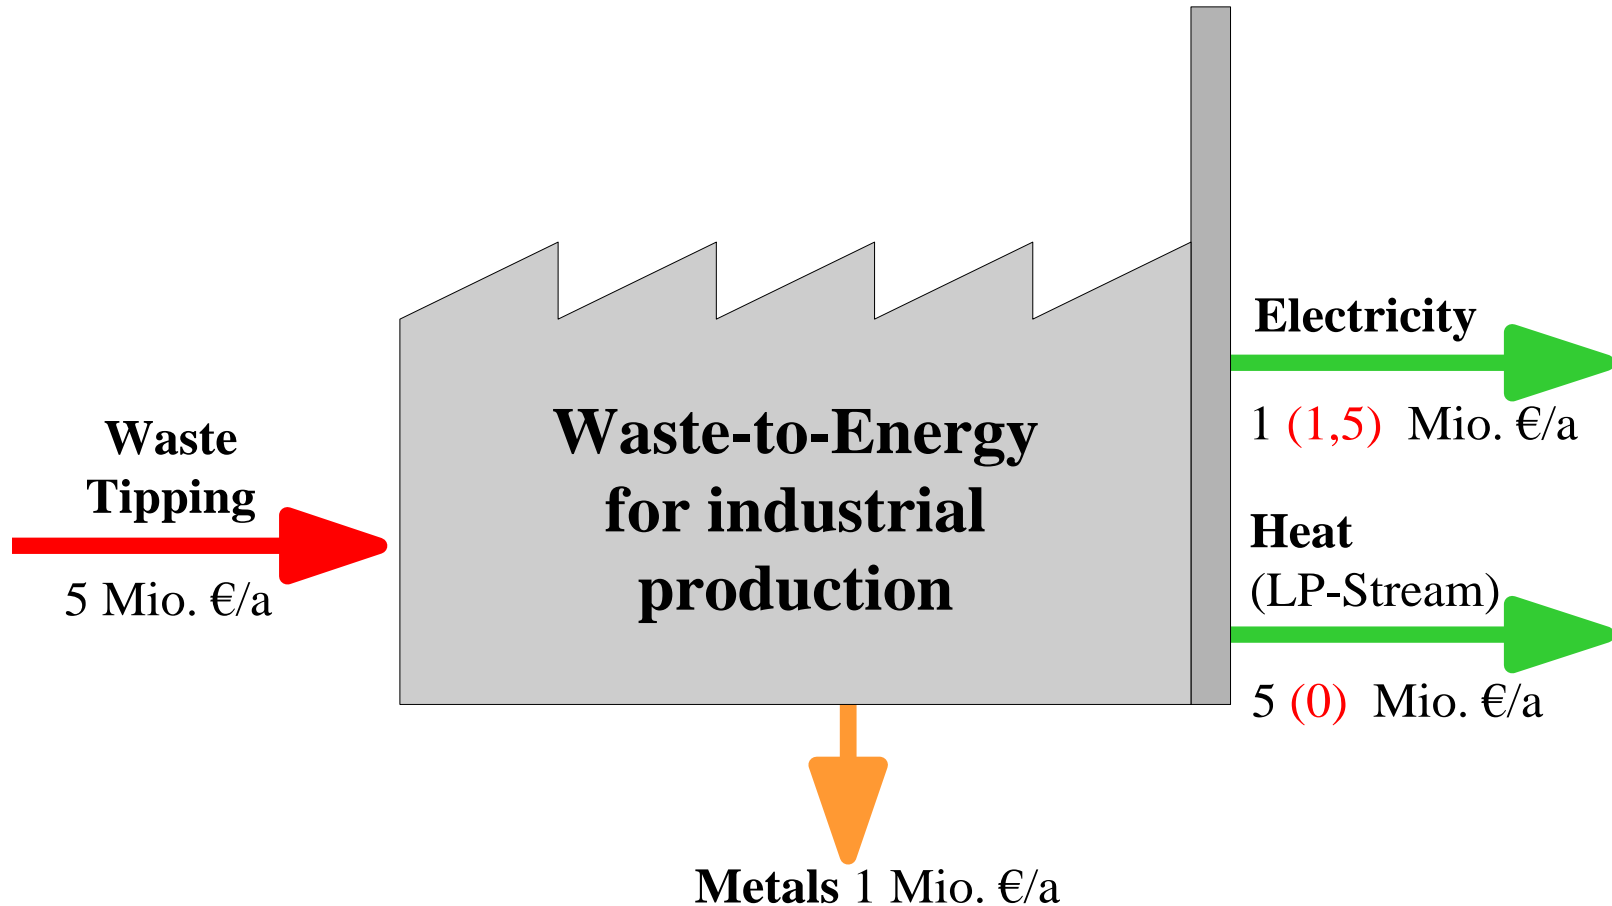 Waste
Tipping
5 Mio. €/a
Waste-to-Energy
for industrial
production
Electricity
1 (1,5) Mio. €/a
Heat
(LP-Stream)
5 (0) Mio. €/a
Metals 1 Mio. €/a